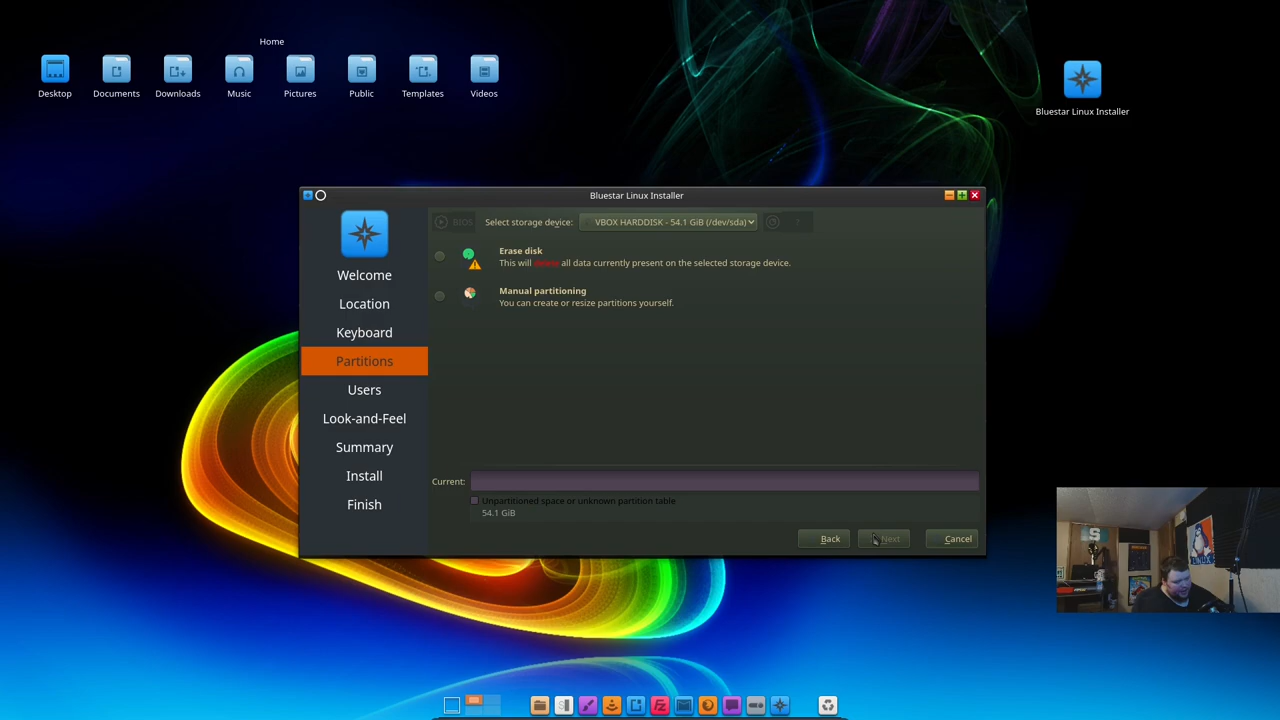 Home
Desktop
Documents
Downloads
Music
Pictures
Public
Templates
Videos
Bluestar Linux Installer
Bluestar Linux Installer
Welcome
Location
Keyboard
Partitions
Users
Look-and-Feel
Summary
Install
Finish
BIOS
Select storage device:
VBOX HARDDISK - 54.1 GiB (/dev/sda)
Erase disk
This will delete all data currently present on the selected storage device.
Manual partitioning
You can create or resize partitions yourself.
Current:
Unpartitioned space or unknown partition table
54.1 GiB
Back
Next
Cancel